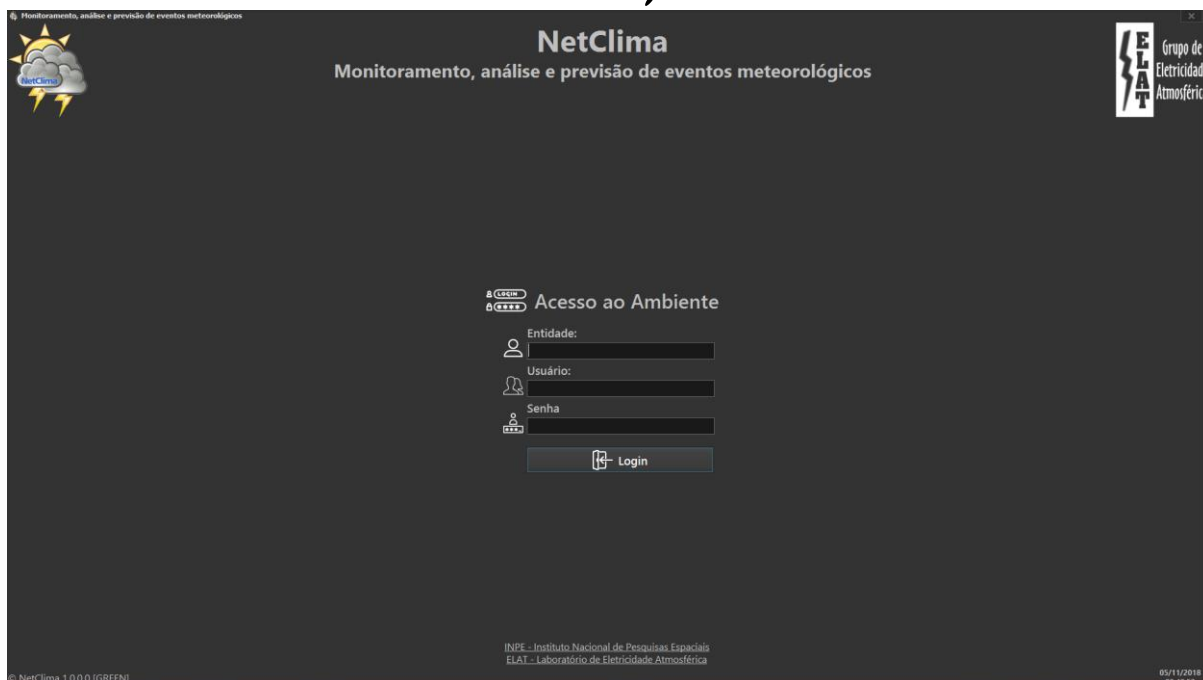 Monitoramento, análise e previsão de eventos meteorológicos
NetClima
Monitoramento, análise e previsão de eventos meteorológicos
NetClima
ELAT
Grupo de
Eletricidad
Atmosféric
LOGIN
Acesso ao Ambiente
Entidade:
Usuário:
Senha
Login
INPE - Instituto Nacional de Pesquisas Espaciais
ELAT - Laboratório de Eletricidade Atmosférica
© NetClima 1.0.0.0 [GREEN]
05/11/2018